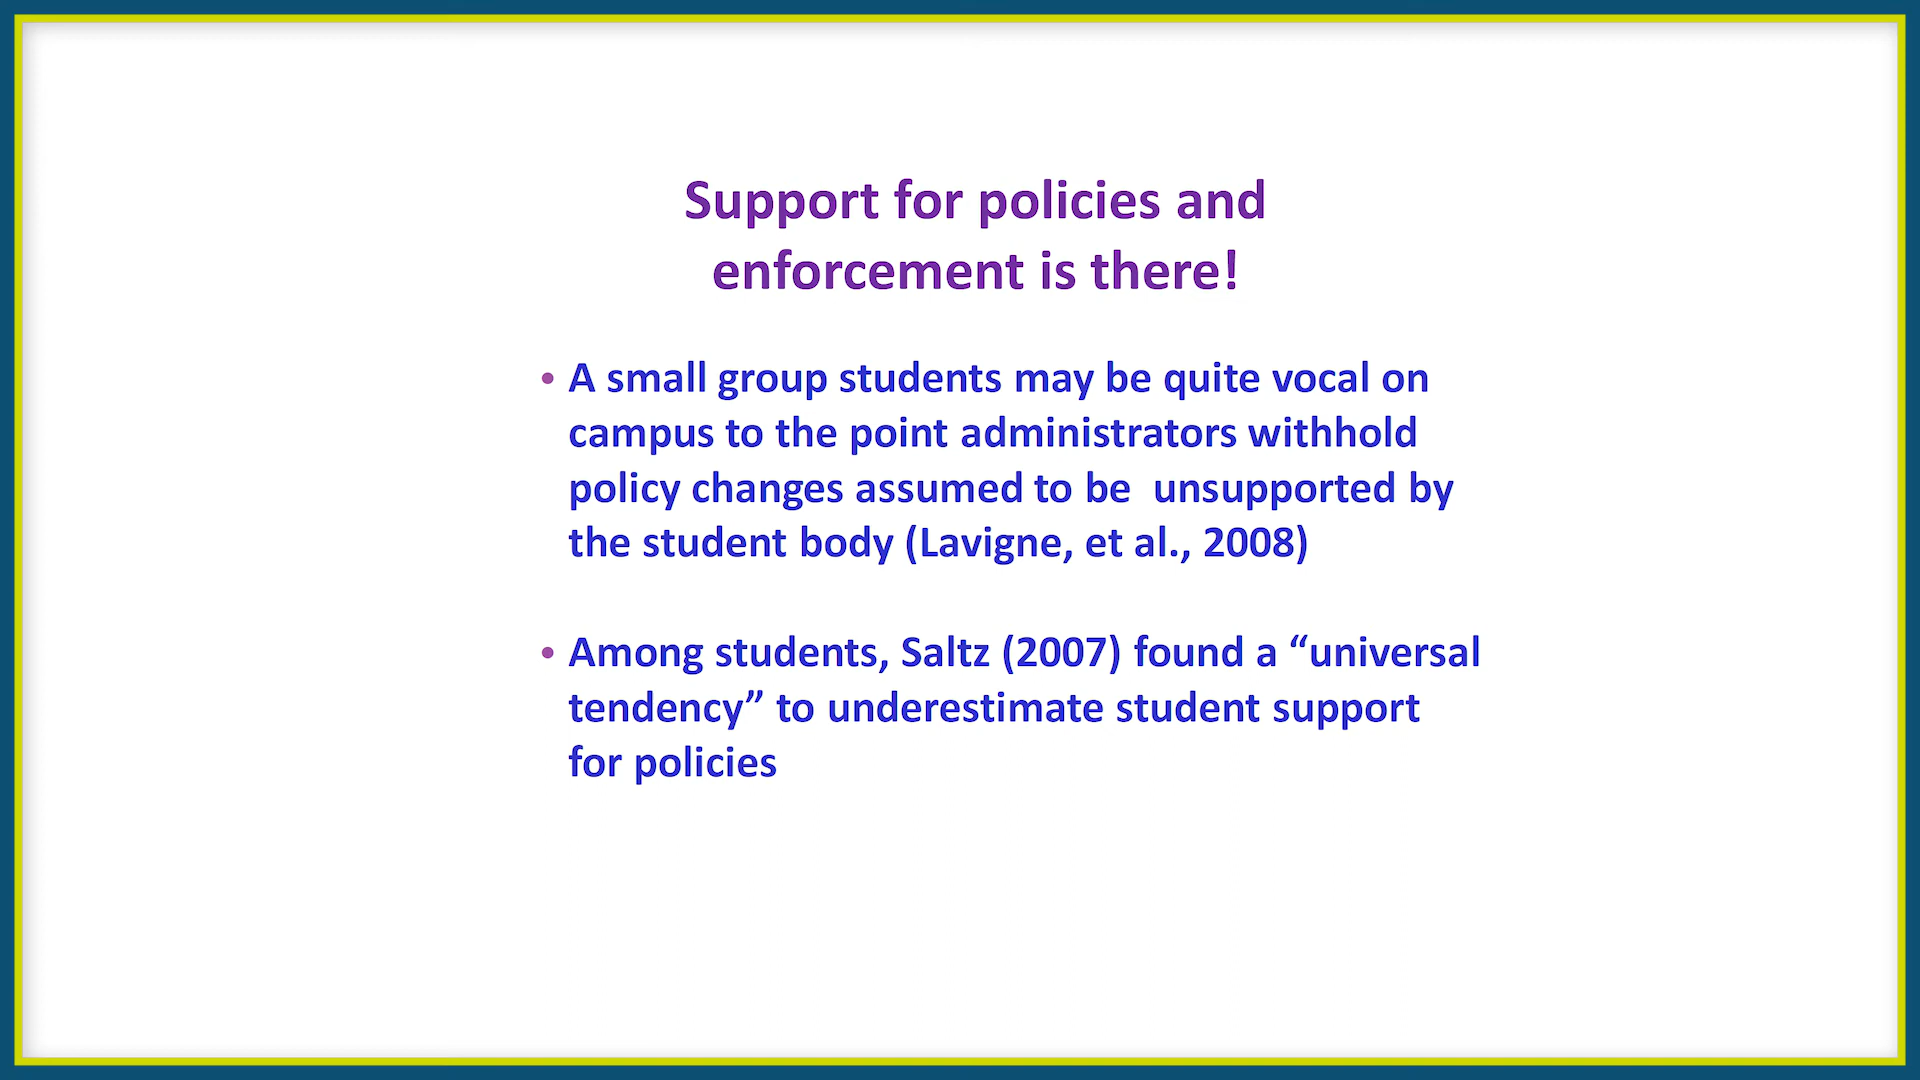 Support for policies and
enforcement is there!
• A small group students may be quite vocal on
campus to the point administrators withhold
policy changes assumed to be  unsupported by
the student body (Lavigne, et al., 2008)
• Among students, Saltz (2007) found a “universal
tendency” to underestimate student support
for policies